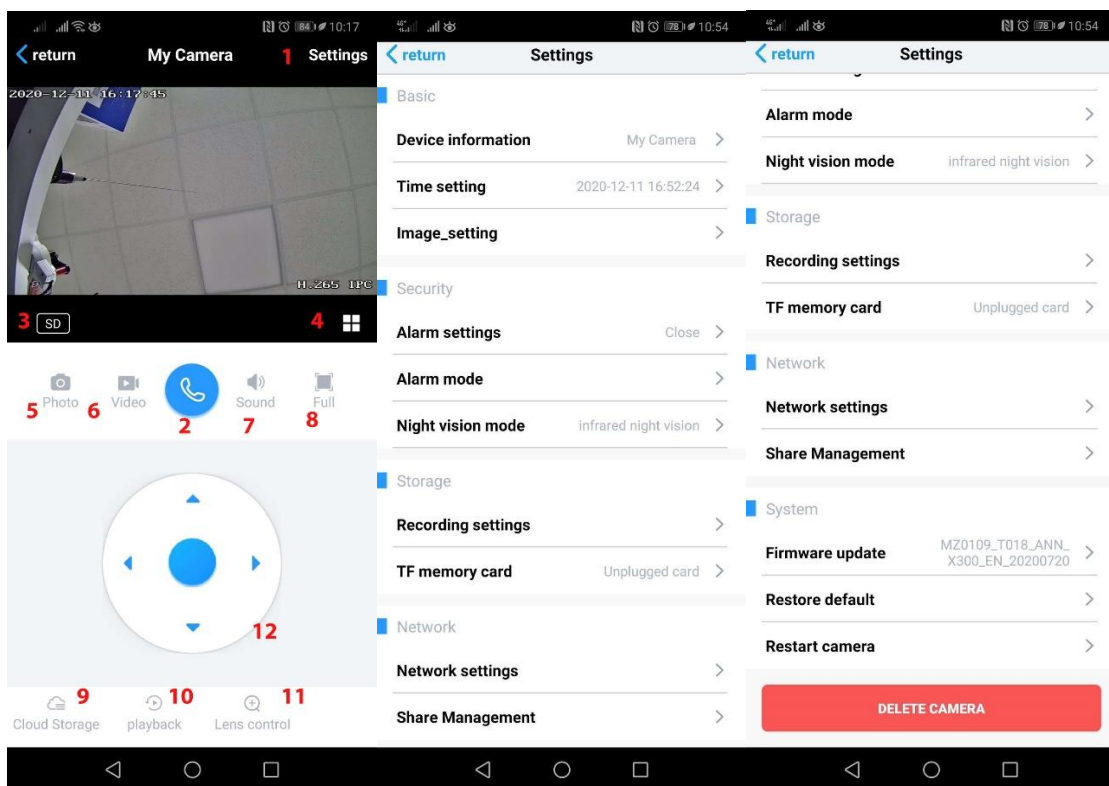 84 10:17
return My Camera 1 Settings
2020-12-11 16:17:45
H.265 IPC
3 SD 4
5 Photo 6 Video 2 7 Sound 8 Full
12
9 10 11
Cloud Storage playback Lens control
4G 78 10:54
return Settings
Basic
Device information My Camera
Time setting 2020-12-11 16:52:24
Image_setting
Security
Alarm settings Close
Alarm mode
Night vision mode infrared night vision
Storage
Recording settings
TF memory card Unplugged card
Network
Network settings
Share Management
4G 78 10:54
return Settings
Alarm mode
Night vision mode infrared night vision
Storage
Recording settings
TF memory card Unplugged card
Network
Network settings
Share Management
System
Firmware update MZ0109_T018_ANN_
X300_EN_20200720
Restore default
Restart camera
DELETE CAMERA